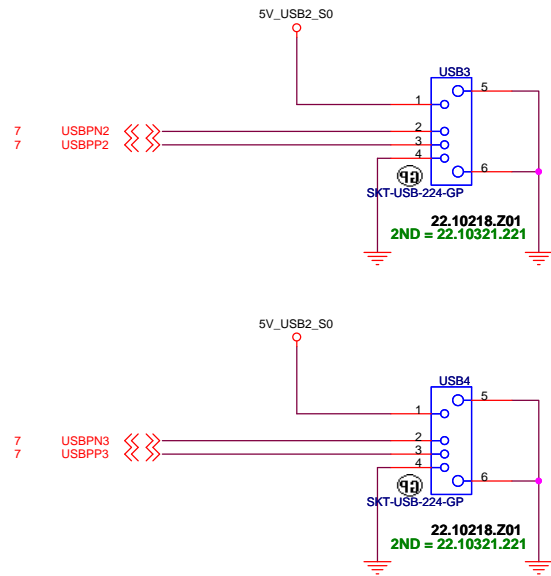 5V_USB2_S0
USB3
5
1
7 USBPN2 2
7 USBPP2 3
4
6
GP
SKT-USB-224-GP
22.10218.Z01
2ND = 22.10321.221
5V_USB2_S0
USB4
5
1
7 USBPN3 2
7 USBPP3 3
4
6
GP
SKT-USB-224-GP
22.10218.Z01
2ND = 22.10321.221